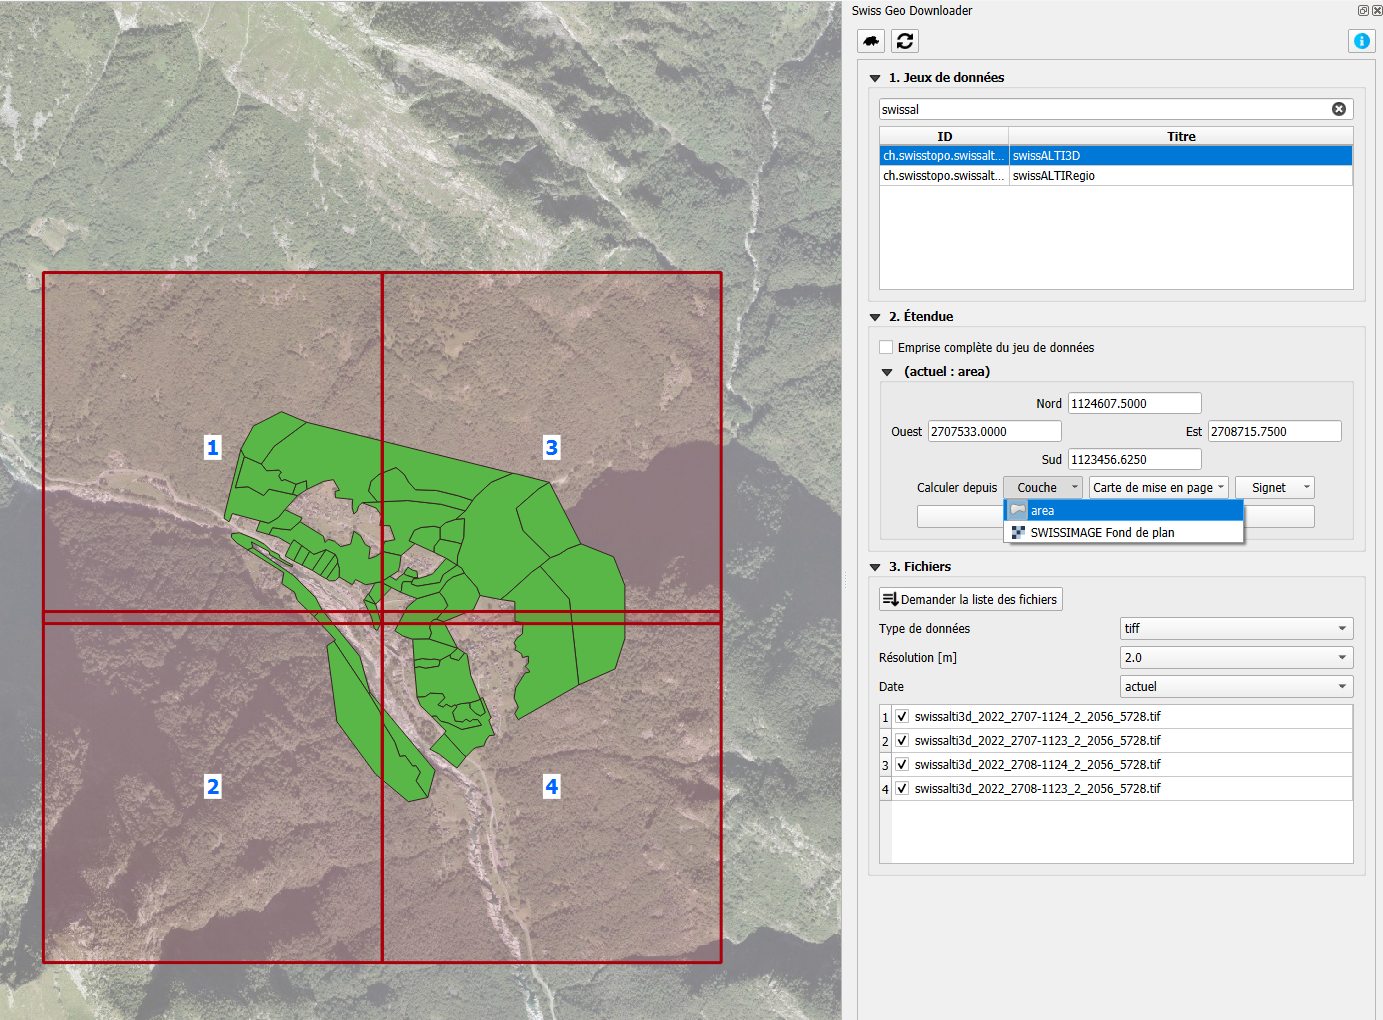 Swiss Geo Downloader
1. Jeux de données
swissal
ID Titre
ch.swisstopo.swissalt... swissALTI3D
ch.swisstopo.swissalt... swissALTIRegio
2. Étendue
Emprise complète du jeu de données
(actuel : area)
Nord 1124607.5000
Ouest 2707533.0000 Est 2708715.7500
Sud 1123456.6250
Calculer depuis Couche Carte de mise en page Signet
area
SWISSIMAGE Fond de plan
3. Fichiers
Demander la liste des fichiers
Type de données tiff
Résolution [m] 2.0
Date actuel
1 swissalti3d_2022_2707-1124_2_2056_5728.tif
2 swissalti3d_2022_2707-1123_2_2056_5728.tif
3 swissalti3d_2022_2708-1124_2_2056_5728.tif
4 swissalti3d_2022_2708-1123_2_2056_5728.tif
1 3
2 4